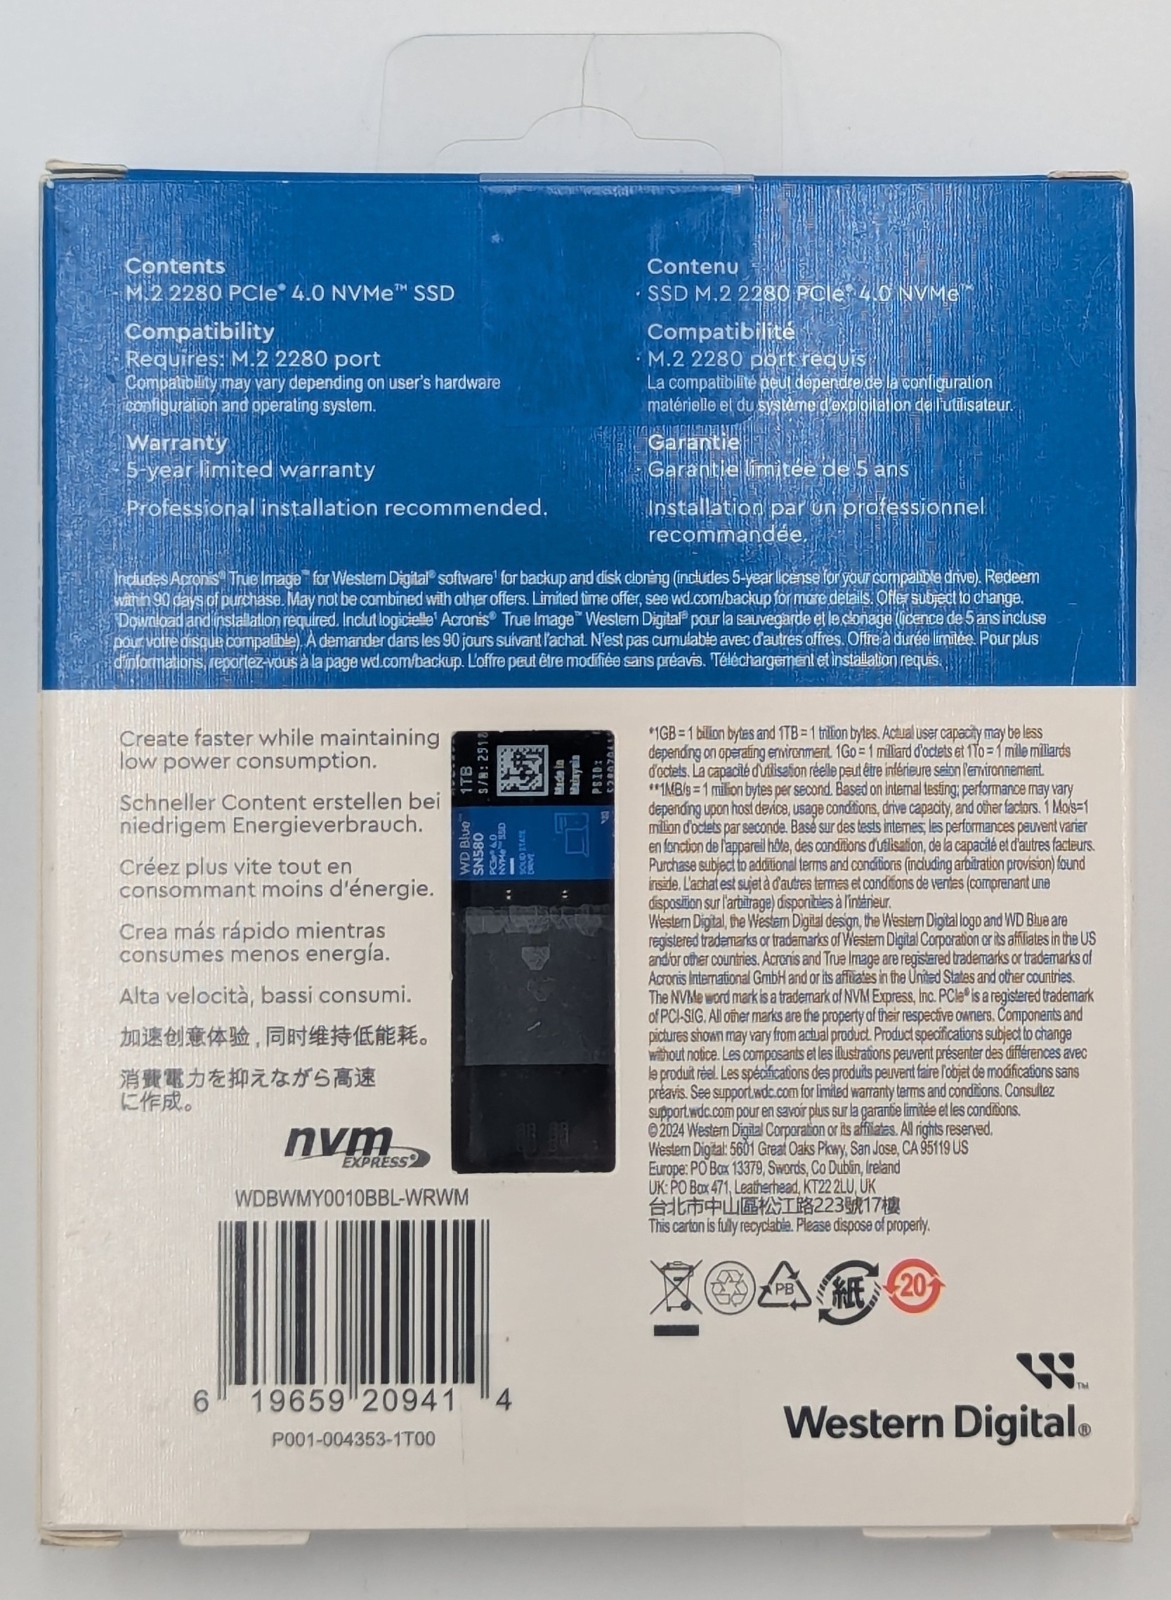 Contents
· M.2 2280 PCIe® 4.0 NVMe™ SSD
Compatibility
· Requires: M.2 2280 port
Compatibility may vary depending on user's hardware
configuration and operating system.
Warranty
· 5-year limited warranty
Professional installation recommended.
Contenu
· SSD M.2 2280 PCIe® 4.0 NVMe™
Compatibilité
· M.2 2280 port requis
La compatibilité peut dépendre de la configuration
matérielle et du système d'exploitation de l'utilisateur.
Garantie
· Garantie limitée de 5 ans
Installation par un professionnel
recommandée.
Includes Acronis® True Image™ for Western Digital® software¹ for backup and disk cloning (includes 5-year license for your compatible drive). Redeem
within 90 days of purchase. May not be combined with other offers. Limited time offer, see wd.com/backup for more details. Offer subject to change.
¹Download and installation required. Inclut logicielle¹ Acronis® True Image™ Western Digital® pour la sauvegarde et le clonage (licence de 5 ans incluse
pour votre disque compatible). À demander dans les 90 jours suivant l'achat. N'est pas cumulable avec d'autres offres. Offre à durée limitée. Pour plus
d'informations, reportez-vous à la page wd.com/backup. L'offre peut être modifiée sans préavis. ¹Téléchargement et installation requis.
Create faster while maintaining
low power consumption.
Schneller Content erstellen bei
niedrigem Energieverbrauch.
Créez plus vite tout en
consommant moins d'énergie.
Crea más rápido mientras
consumes menos energía.
Alta velocità, bassi consumi.
加速创意体验，同时维持低能耗。
消費電力を抑えながら高速
に作成。
nvm
EXPRESS®
WDBWMY0010BBL-WRWM
6 19659 20941 4
P001-004353-1T00
1TB
S/N: 2918
Made in
Malaysia
PSID:
WD Blue™
SN580
PCIe® 4.0
NVMe™ SSD
SOLID STATE
DRIVE
*1GB = 1 billion bytes and 1TB = 1 trillion bytes. Actual user capacity may be less
depending on operating environment. 1Go = 1 milliard d'octets et 1To = 1 mille milliards
d'octets. La capacité d'utilisation réelle peut être inférieure selon l'environnement.
**1MB/s = 1 million bytes per second. Based on internal testing; performance may vary
depending upon host device, usage conditions, drive capacity, and other factors. 1 Mo/s=1
million d'octets par seconde. Basé sur des tests internes; les performances peuvent varier
en fonction de l'appareil hôte, des conditions d'utilisation, de la capacité et d'autres facteurs.
Purchase subject to additional terms and conditions (including arbitration provision) found
inside. L'achat est sujet à d'autres termes et conditions de ventes (comprenant une
disposition sur l'arbitrage) disponibles à l'intérieur.
Western Digital, the Western Digital design, the Western Digital logo and WD Blue are
registered trademarks or trademarks of Western Digital Corporation or its affiliates in the US
and/or other countries. Acronis and True Image are registered trademarks or trademarks of
Acronis International GmbH and or its affiliates in the United States and other countries.
The NVMe word mark is a trademark of NVM Express, Inc. PCIe® is a registered trademark
of PCI-SIG. All other marks are the property of their respective owners. Components and
pictures shown may vary from actual product. Product specifications subject to change
without notice. Les composants et les illustrations peuvent présenter des différences avec
le produit réel. Les spécifications des produits peuvent faire l'objet de modifications sans
préavis. See support.wdc.com for limited warranty terms and conditions. Consultez
support.wdc.com pour en savoir plus sur la garantie limitée et les conditions.
© 2024 Western Digital Corporation or its affiliates. All rights reserved.
Western Digital: 5601 Great Oaks Pkwy, San Jose, CA 95119 US
Europe: PO Box 13379, Swords, Co Dublin, Ireland
UK: PO Box 471, Leatherhead, KT22 2LU, UK
台北市中山區松江路223號17樓
This carton is fully recyclable. Please dispose of properly.
PB
紙
20
Western Digital®